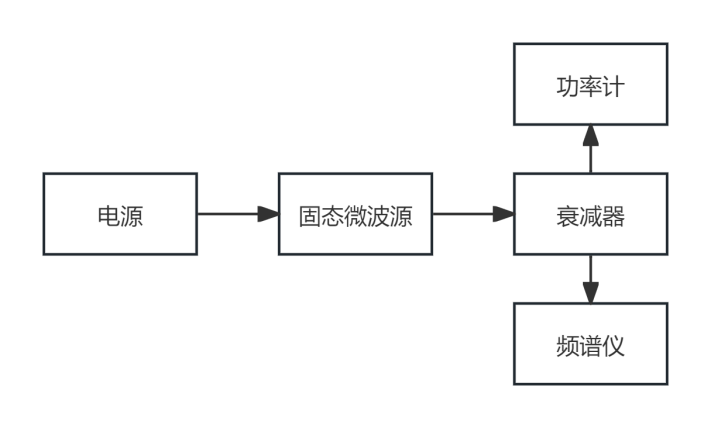 功率计
电源
固态微波源
衰减器
频谱仪